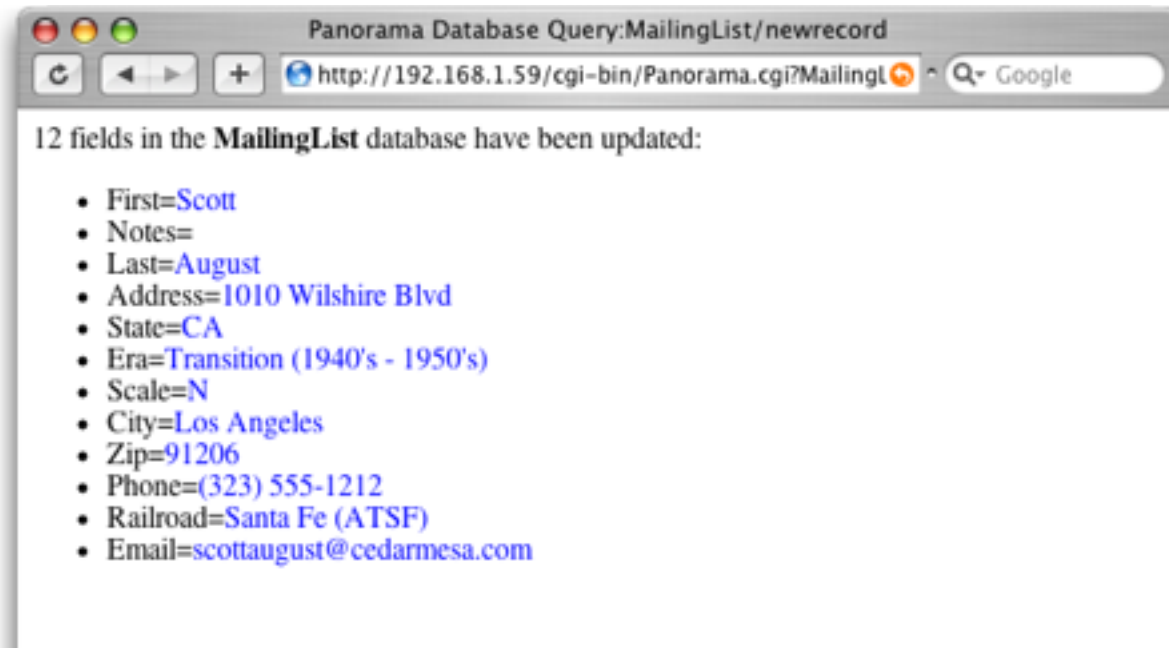 Panorama Database Query:MailingList/newrecord
http://192.168.1.59/cgi-bin/Panorama.cgi?MailingL Google
12 fields in the MailingList database have been updated:
• First=Scott
• Notes=
• Last=August
• Address=1010 Wilshire Blvd
• State=CA
• Era=Transition (1940's - 1950's)
• Scale=N
• City=Los Angeles
• Zip=91206
• Phone=(323) 555-1212
• Railroad=Santa Fe (ATSF)
• Email=scottaugust@cedarmesa.com